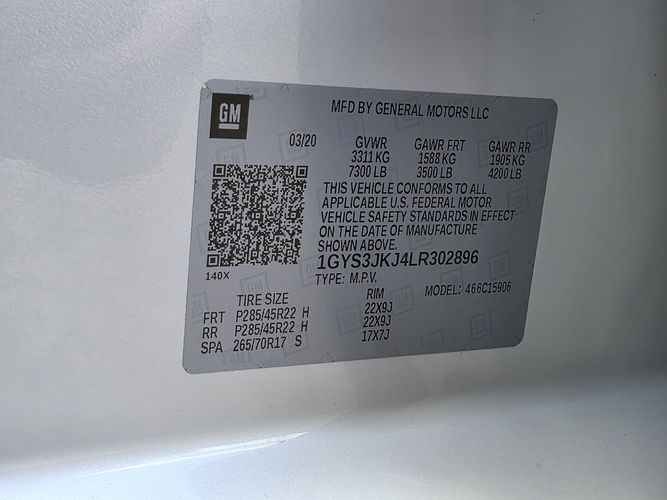 GM
MFD BY GENERAL MOTORS LLC
03/20 GVWR GAWR FRT GAWR RR
3311 KG 1588 KG 1905 KG
7300 LB 3500 LB 4200 LB
THIS VEHICLE CONFORMS TO ALL
APPLICABLE U.S. FEDERAL MOTOR
VEHICLE SAFETY STANDARDS IN EFFECT
ON THE DATE OF MANUFACTURE
SHOWN ABOVE.
1GYS3JKJ4LR302896
140X
TYPE: M.P.V. MODEL: 466C15906
TIRE SIZE RIM
FRT P285/45R22 H 22X9J
RR P285/45R22 H 22X9J
SPA 265/70R17 S 17X7J